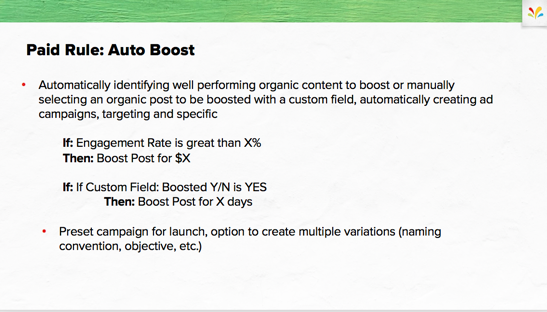 Paid Rule: Auto Boost
• Automatically identifying well performing organic content to boost or manually
selecting an organic post to be boosted with a custom field, automatically creating ad
campaigns, targeting and specific
If: Engagement Rate is great than X%
Then: Boost Post for $X
If: If Custom Field: Boosted Y/N is YES
Then: Boost Post for X days
• Preset campaign for launch, option to create multiple variations (naming
convention, objective, etc.)